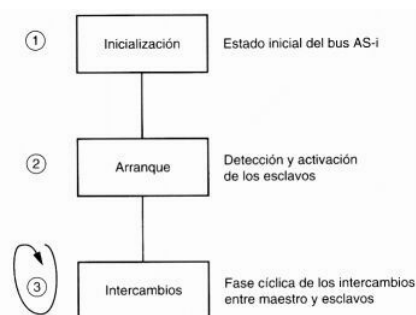 1 Inicialización Estado inicial del bus AS-i
2 Arranque Detección y activación
de los esclavos
3 Intercambios Fase cíclica de los intercambios
entre maestro y esclavos